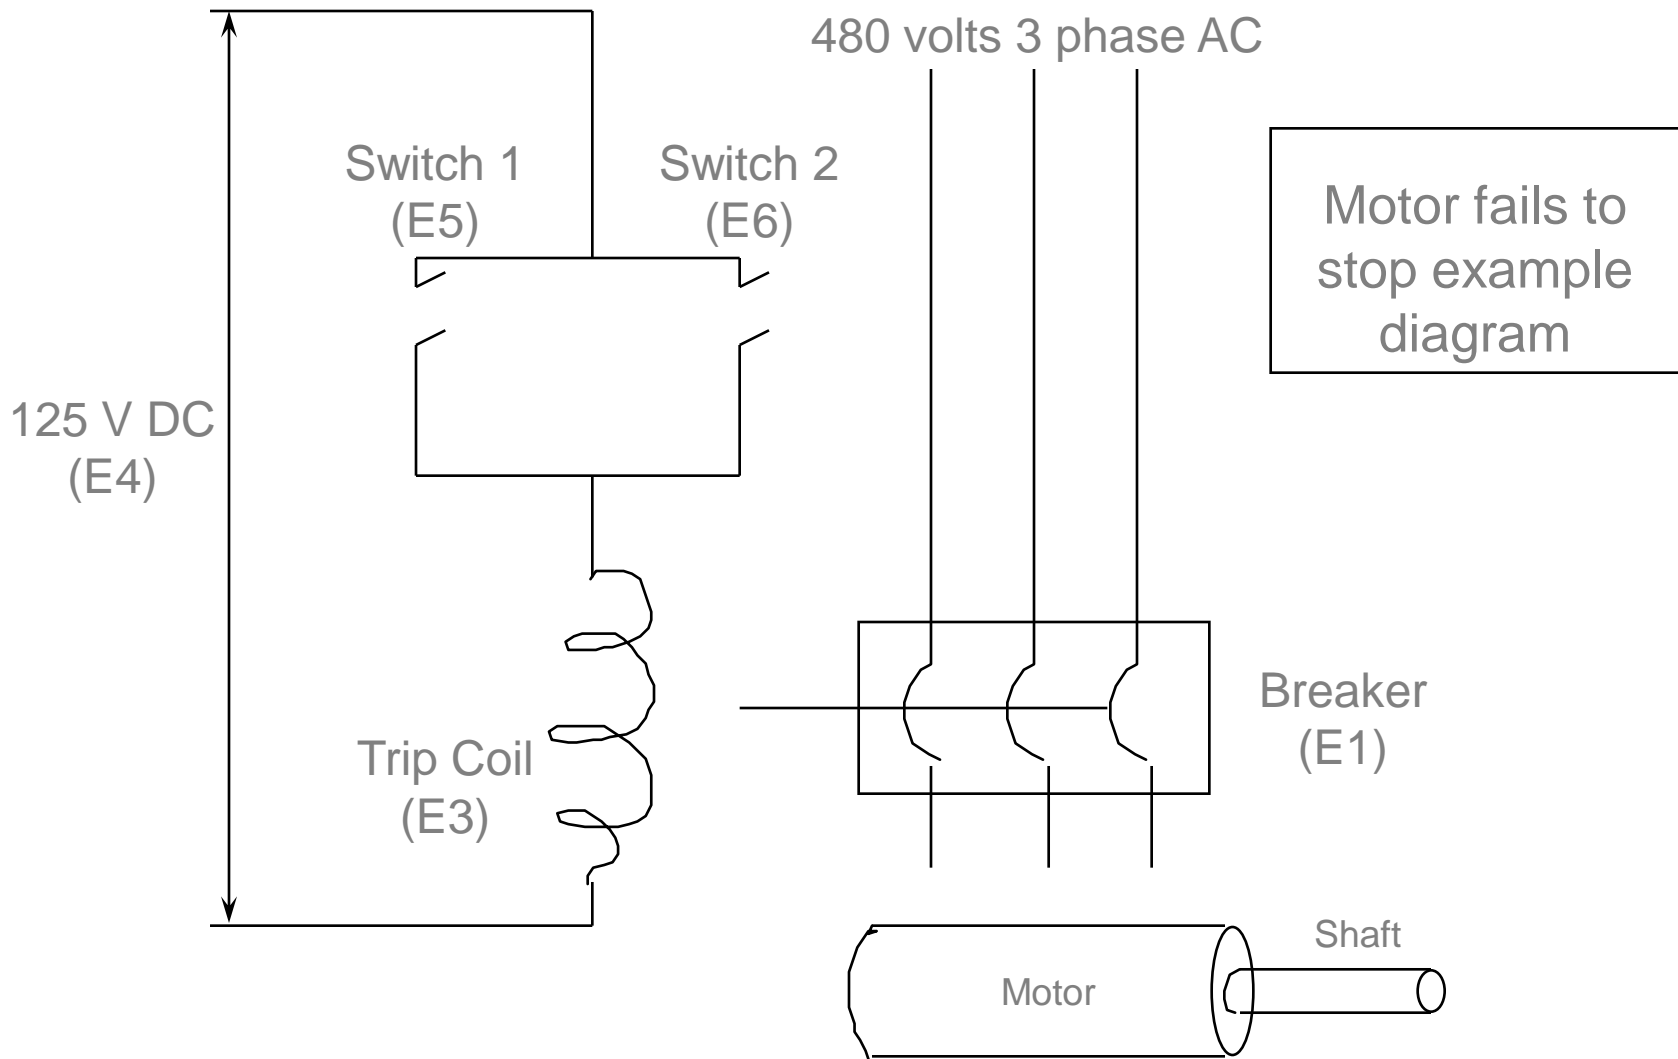 480 volts 3 phase AC
Switch 1
(E5)
Switch 2
(E6)
Motor fails to
stop example
diagram
125 V DC
(E4)
Trip Coil
(E3)
Breaker
(E1)
Shaft
Motor